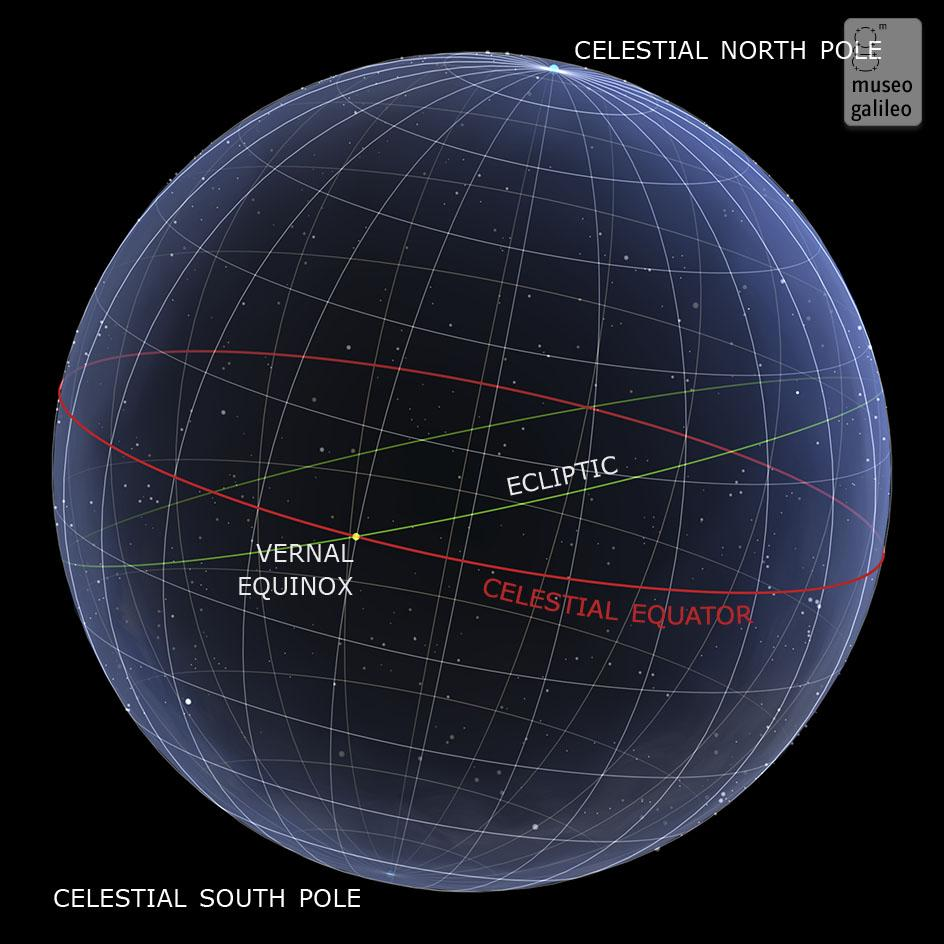 CELESTIAL NORTH POLE
m
museo
galileo
ECLIPTIC
VERNAL
EQUINOX
CELESTIAL EQUATOR
CELESTIAL SOUTH POLE